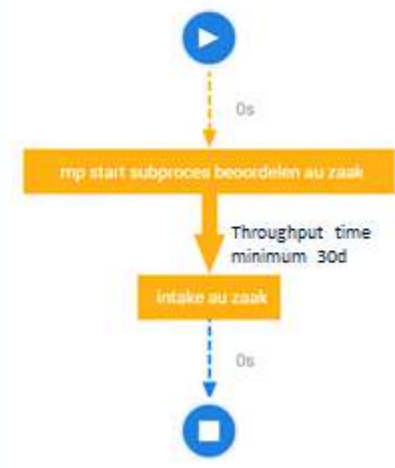 0s
mp start subproces beoordelen au zaak
Throughput time
minimum 30d
intake au zaak
0s